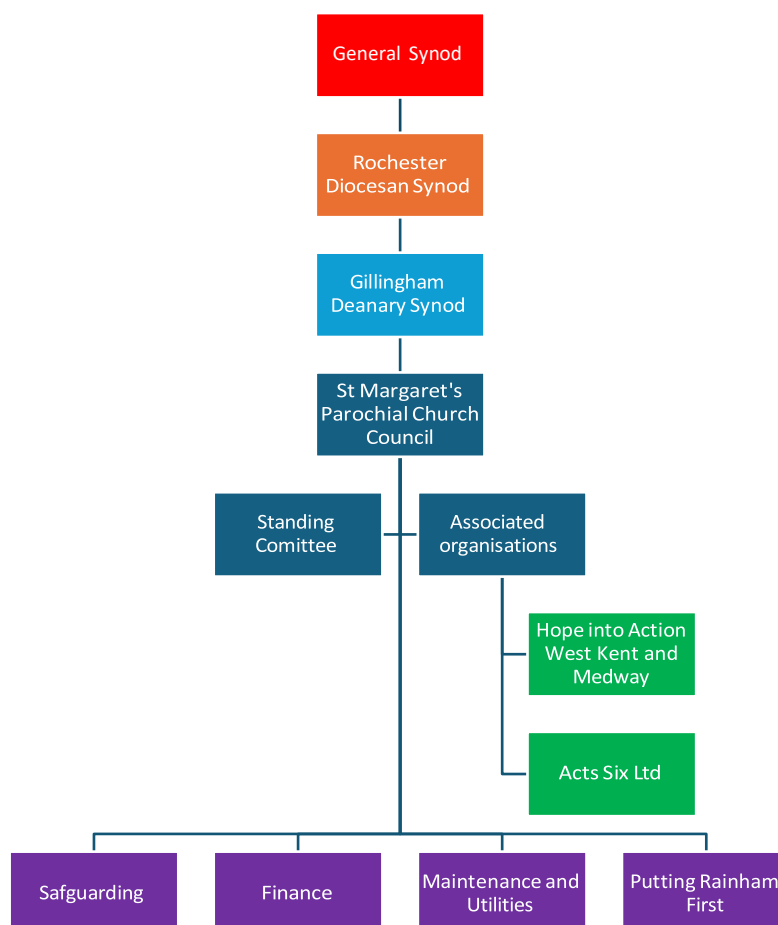 General Synod
Rochester
Diocesan Synod
Gillingham
Deanary Synod
St Margaret's
Parochial Church
Council
Standing
Comittee
Associated
organisations
Hope into Action
West Kent and
Medway
Acts Six Ltd
Safguarding
Finance
Maintenance and
Utilities
Putting Rainham
First